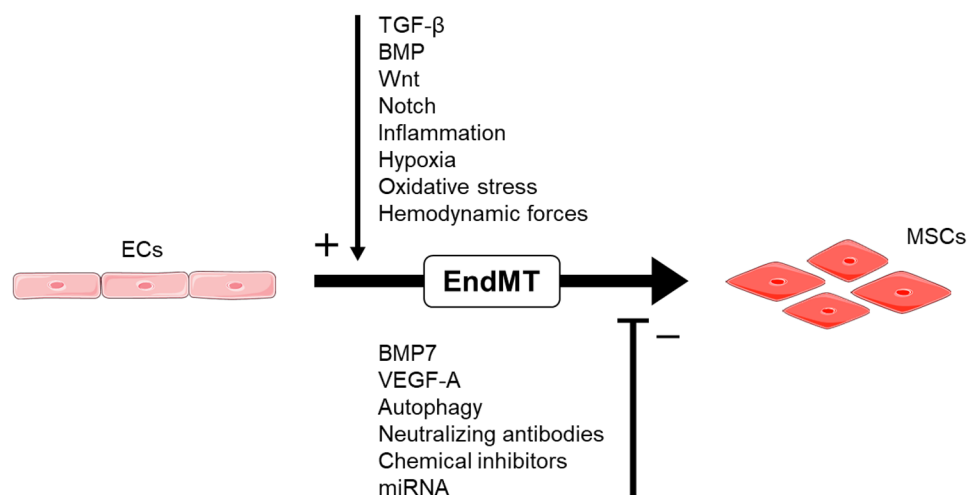 TGF-β
BMP
Wnt
Notch
Inflammation
Hypoxia
Oxidative stress
Hemodynamic forces
+
ECs
MSCs
EndMT
–
BMP7
VEGF-A
Autophagy
Neutralizing antibodies
Chemical inhibitors
miRNA